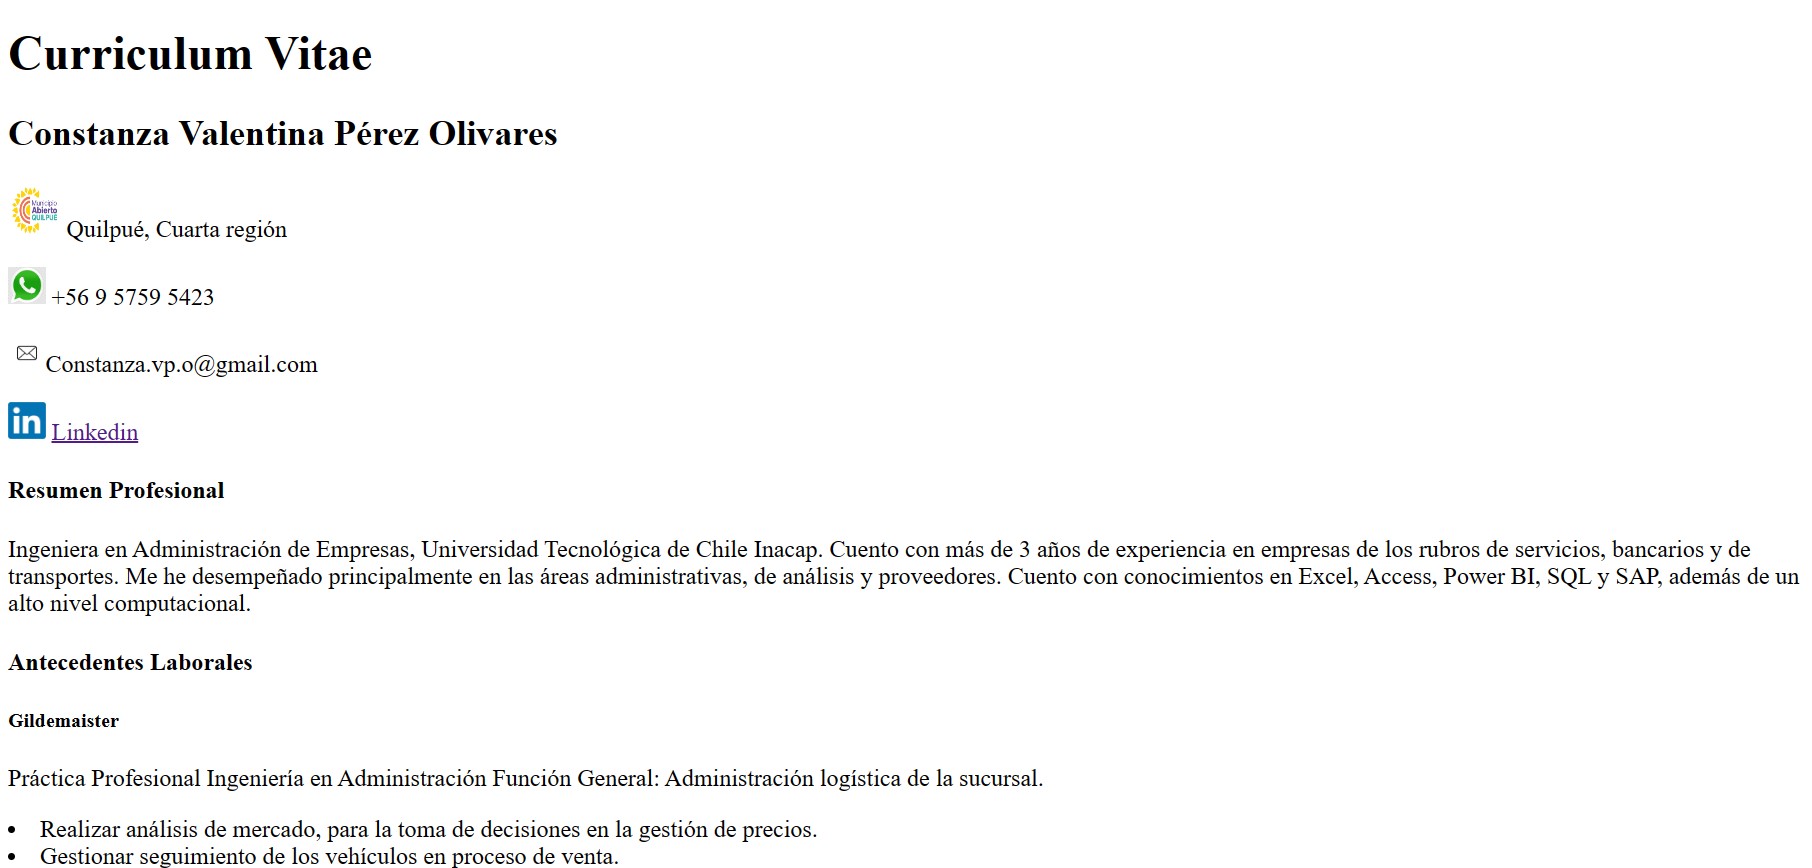 Curriculum Vitae
Constanza Valentina Pérez Olivares
Municipio
Abierto
QUILPUÉ
Quilpué, Cuarta región
+56 9 5759 5423
Constanza.vp.o@gmail.com
in
Linkedin
Resumen Profesional
Ingeniera en Administración de Empresas, Universidad Tecnológica de Chile Inacap. Cuento con más de 3 años de experiencia en empresas de los rubros de servicios, bancarios y de
transportes. Me he desempeñado principalmente en las áreas administrativas, de análisis y proveedores. Cuento con conocimientos en Excel, Access, Power BI, SQL y SAP, además de un
alto nivel computacional.
Antecedentes Laborales
Gildemaister
Práctica Profesional Ingeniería en Administración Función General: Administración logística de la sucursal.
• Realizar análisis de mercado, para la toma de decisiones en la gestión de precios.
• Gestionar seguimiento de los vehículos en proceso de venta.